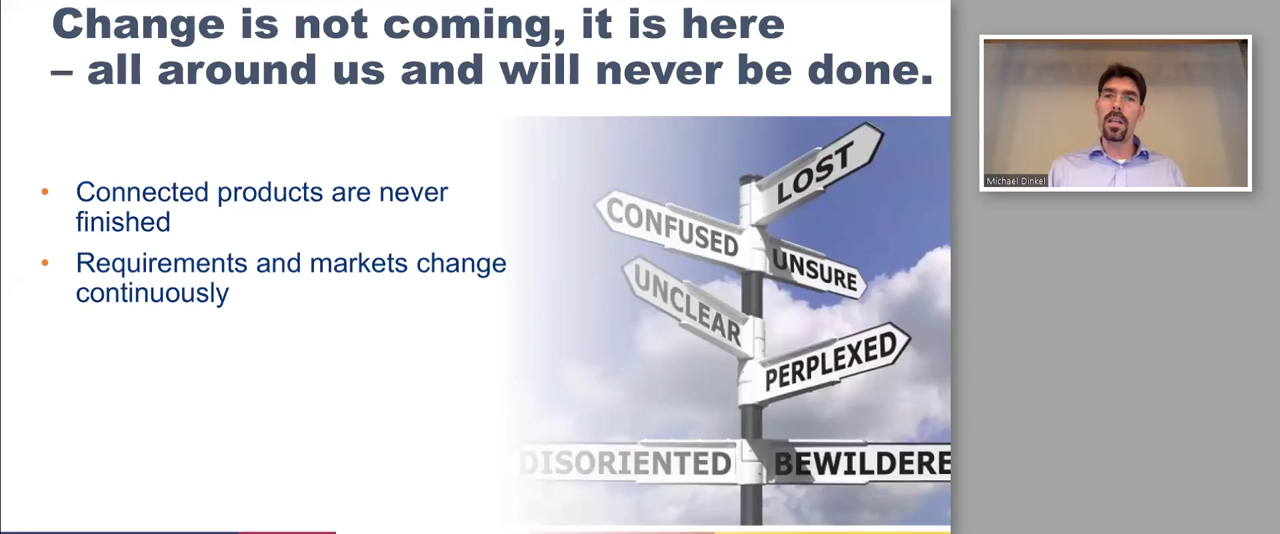 Change is not coming, it is here
– all around us and will never be done.
• Connected products are never
finished
• Requirements and markets change
continuously
LOST
CONFUSED
UNSURE
UNCLEAR
PERPLEXED
DISORIENTED
BEWILDERE
Michael Dinkel